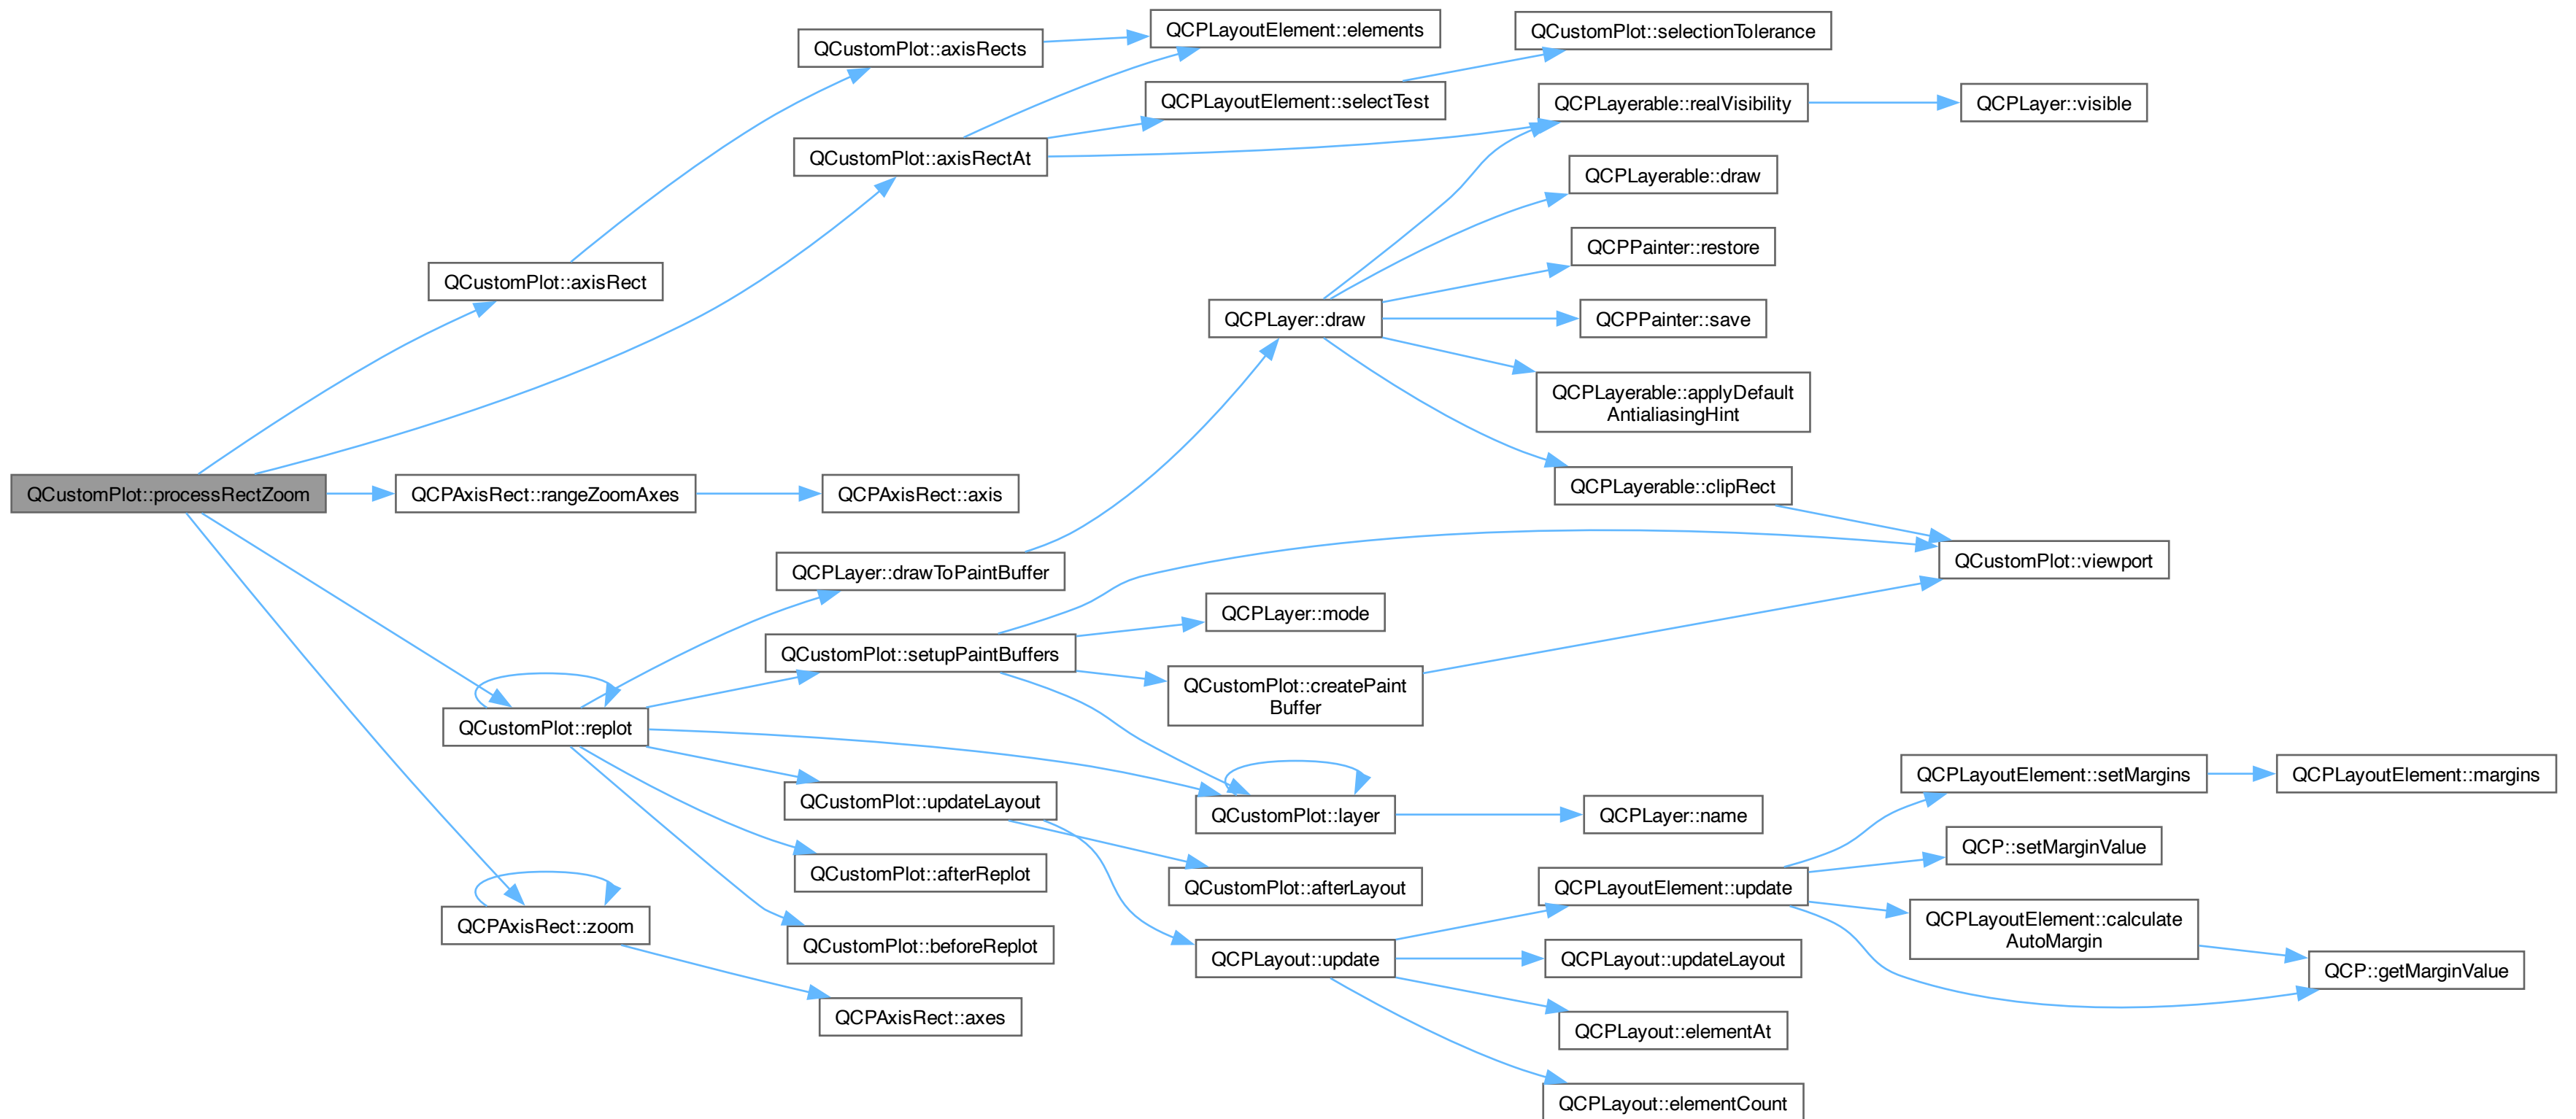 QCustomPlot::processRectZoom
QCustomPlot::axisRect
QCustomPlot::axisRects
QCPLayoutElement::elements
QCustomPlot::axisRectAt
QCPLayoutElement::selectTest
QCustomPlot::selectionTolerance
QCPLayerable::realVisibility
QCPLayer::visible
QCPAxisRect::rangeZoomAxes
QCPAxisRect::axis
QCustomPlot::replot
QCPLayer::drawToPaintBuffer
QCPLayer::draw
QCPLayerable::draw
QCPPainter::restore
QCPPainter::save
QCPLayerable::applyDefault
AntialiasingHint
QCPLayerable::clipRect
QCustomPlot::viewport
QCustomPlot::setupPaintBuffers
QCPLayer::mode
QCustomPlot::createPaint
Buffer
QCustomPlot::layer
QCPLayer::name
QCustomPlot::updateLayout
QCustomPlot::afterLayout
QCPLayout::update
QCPLayoutElement::update
QCPLayoutElement::setMargins
QCPLayoutElement::margins
QCP::setMarginValue
QCPLayoutElement::calculate
AutoMargin
QCP::getMarginValue
QCPLayout::updateLayout
QCPLayout::elementAt
QCPLayout::elementCount
QCustomPlot::afterReplot
QCustomPlot::beforeReplot
QCPAxisRect::zoom
QCPAxisRect::axes